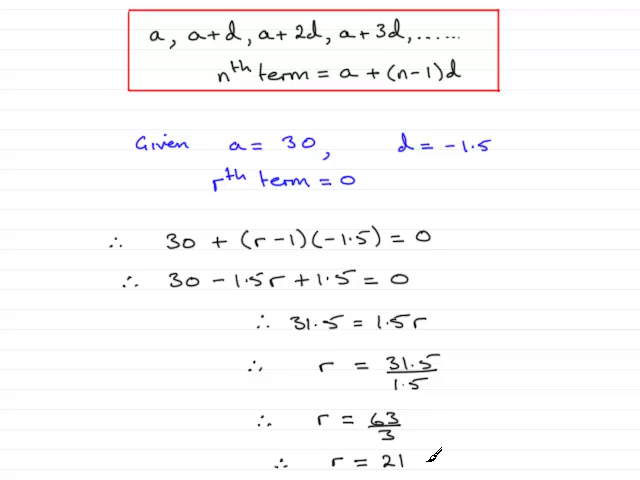 a, a+d, a+2d, a+3d, ......
nth term = a + (n-1)d
Given a = 30, d = -1.5
rth term = 0
∴ 30 + (r-1)(-1.5) = 0
∴ 30 - 1.5r + 1.5 = 0
∴ 31.5 = 1.5r
∴ r = 31.5/1.5
∴ r = 63/3
∴ r = 21